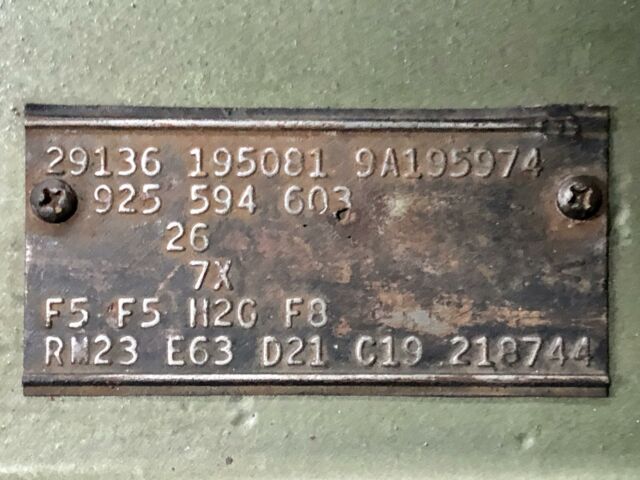 29136 195081 9A195974
925 594 603
26
7X
F5 F5 H2G F8
RM23 E63 D21 C19 218744